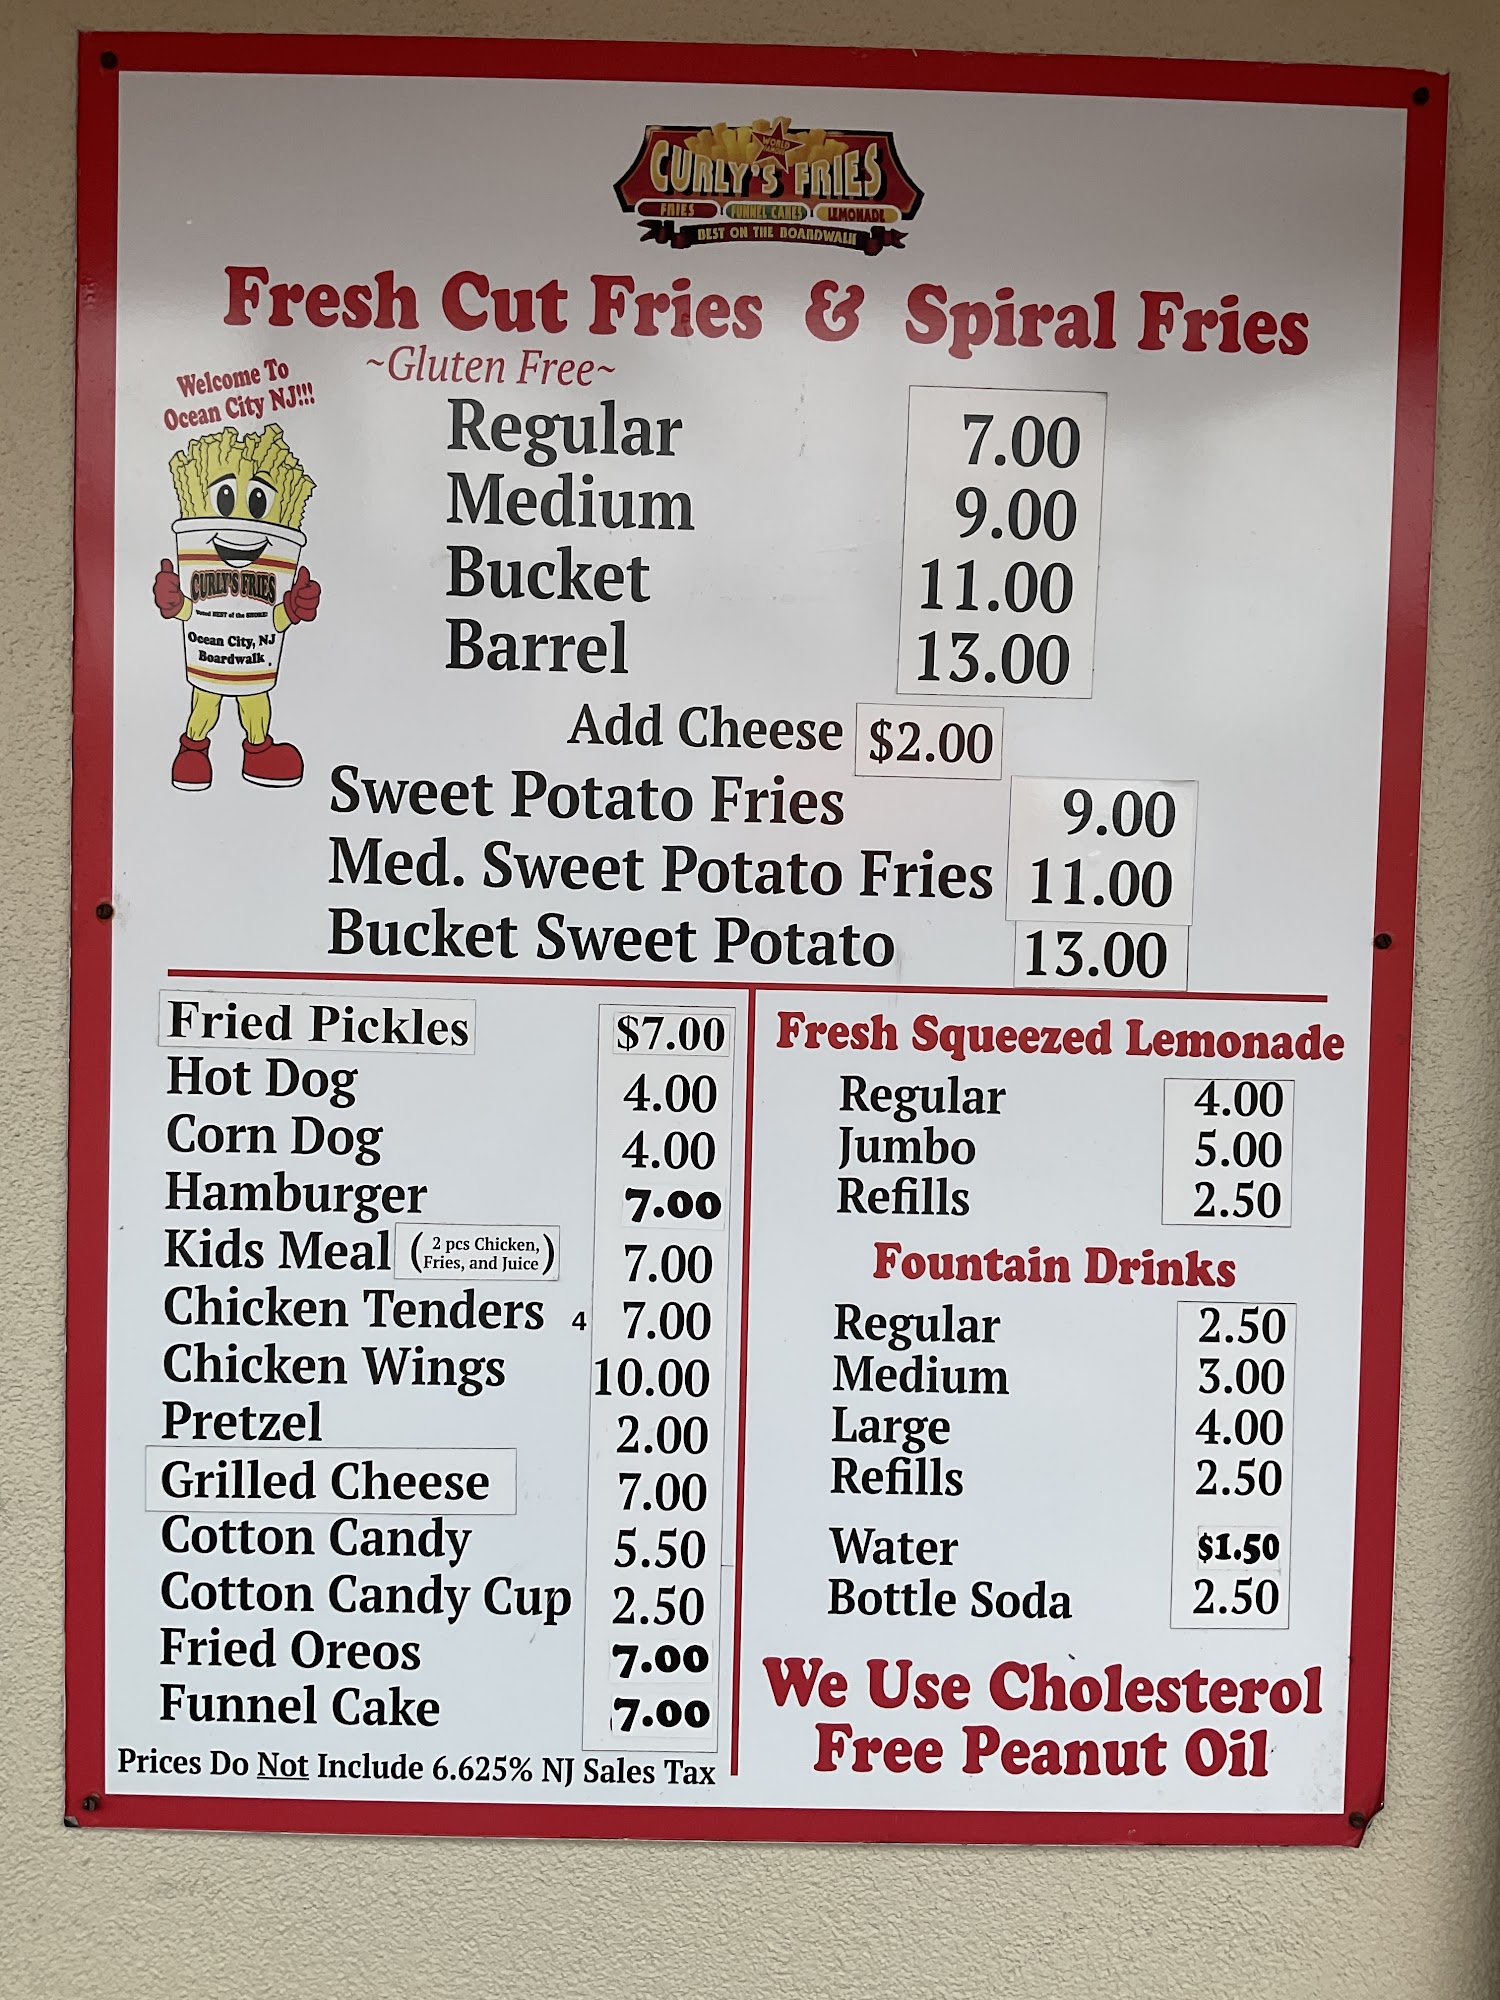 WORLD FAMOUS
CURLY'S FRIES
FRIES FUNNEL CAKES LEMONADE
BEST ON THE BOARDWALK
Fresh Cut Fries & Spiral Fries
~Gluten Free~
Welcome To
Ocean City NJ!!!
CURLY'S FRIES
Voted BEST of the SHORE!
Ocean City, NJ
Boardwalk
Regular 7.00
Medium 9.00
Bucket 11.00
Barrel 13.00
Add Cheese $2.00
Sweet Potato Fries 9.00
Med. Sweet Potato Fries 11.00
Bucket Sweet Potato 13.00
Fried Pickles $7.00
Hot Dog 4.00
Corn Dog 4.00
Hamburger 7.00
Kids Meal (2 pcs Chicken, Fries, and Juice) 7.00
Chicken Tenders 4 7.00
Chicken Wings 10.00
Pretzel 2.00
Grilled Cheese 7.00
Cotton Candy 5.50
Cotton Candy Cup 2.50
Fried Oreos 7.00
Funnel Cake 7.00
Prices Do Not Include 6.625% NJ Sales Tax
Fresh Squeezed Lemonade
Regular 4.00
Jumbo 5.00
Refills 2.50
Fountain Drinks
Regular 2.50
Medium 3.00
Large 4.00
Refills 2.50
Water $1.50
Bottle Soda 2.50
We Use Cholesterol
Free Peanut Oil